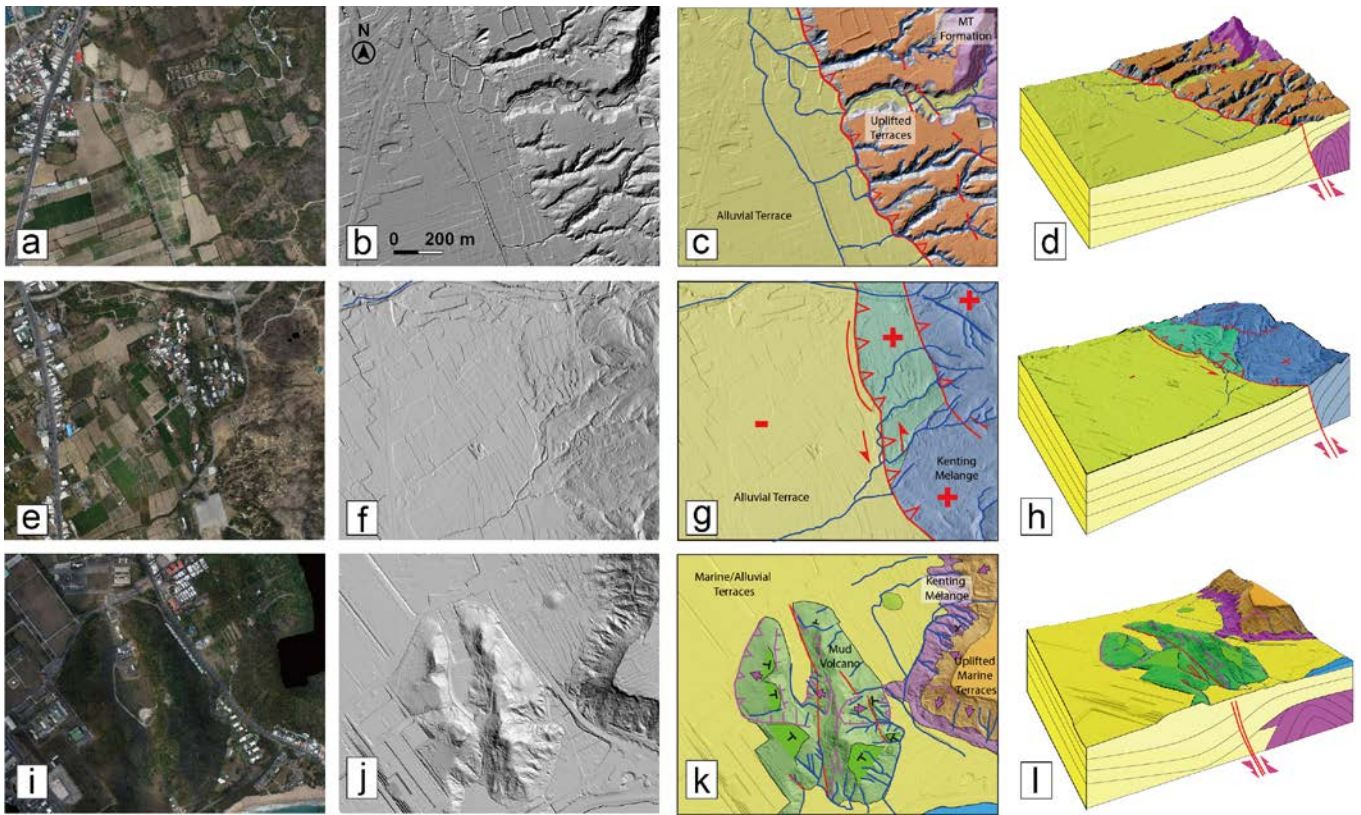 a
b
N
0 200 m
c
MT
Formation
Uplifted
Terraces
Alluvial Terrace
d
e
f
g
+
+
-
Kenting
Melange
+
Alluvial Terrace
h
i
j
k
Marine/Alluvial
Terraces
Kenting
Mélange
Mud
Volcano
Uplifted
Marine
Terraces
l